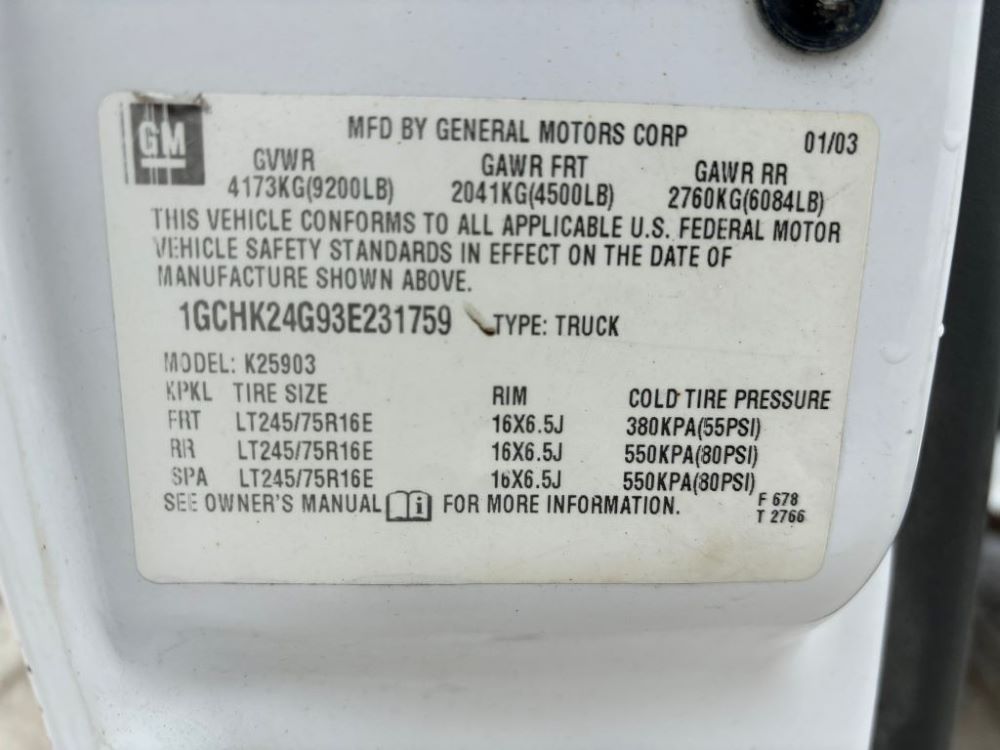 GM
MFD BY GENERAL MOTORS CORP 01/03
GVWR GAWR FRT GAWR RR
4173KG(9200LB) 2041KG(4500LB) 2760KG(6084LB)
THIS VEHICLE CONFORMS TO ALL APPLICABLE U.S. FEDERAL MOTOR
VEHICLE SAFETY STANDARDS IN EFFECT ON THE DATE OF
MANUFACTURE SHOWN ABOVE.
1GCHK24G93E231759 TYPE: TRUCK
MODEL: K25903
KPKL TIRE SIZE RIM COLD TIRE PRESSURE
FRT LT245/75R16E 16X6.5J 380KPA(55PSI)
RR LT245/75R16E 16X6.5J 550KPA(80PSI)
SPA LT245/75R16E 16X6.5J 550KPA(80PSI)
SEE OWNER'S MANUAL i FOR MORE INFORMATION.
F 678
T 2766